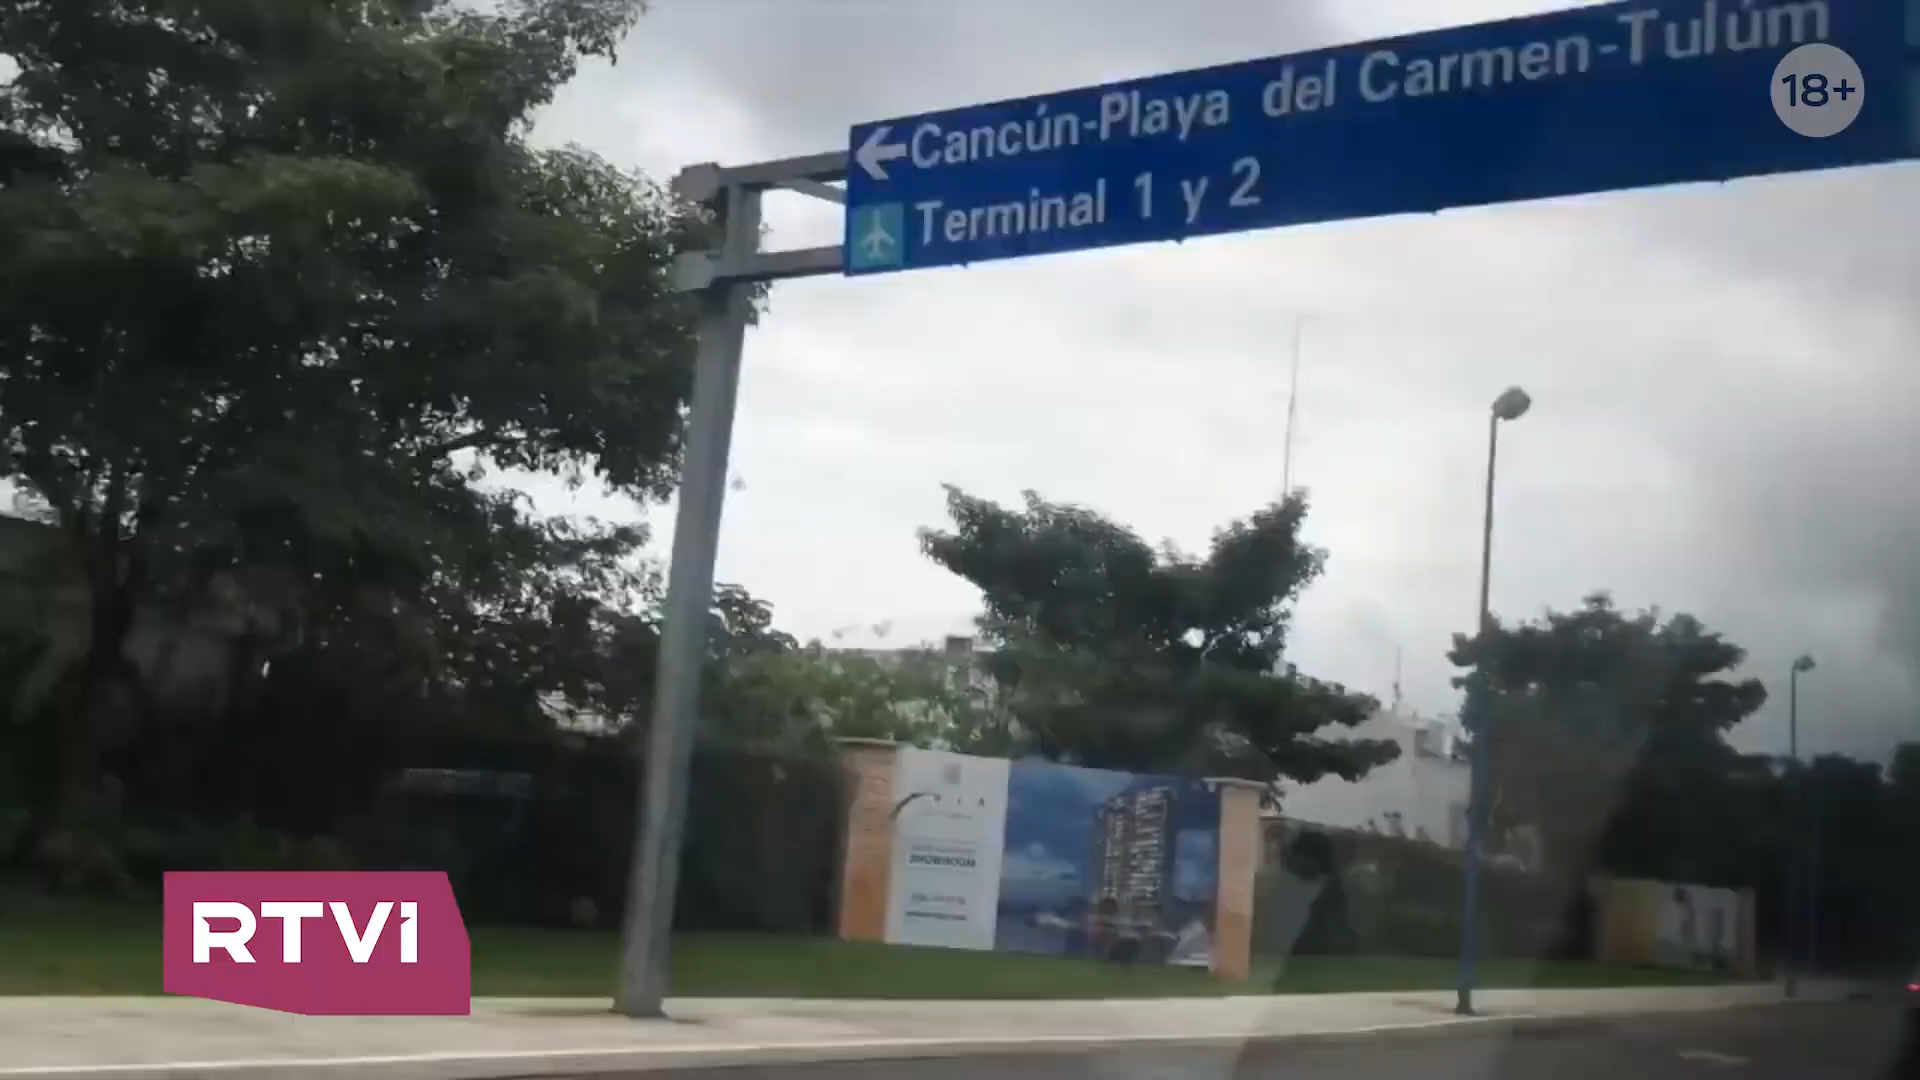 ←Cancún-Playa del Carmen-Tulúm
Terminal 1 y 2
18+
SHOWROOM
RTVi